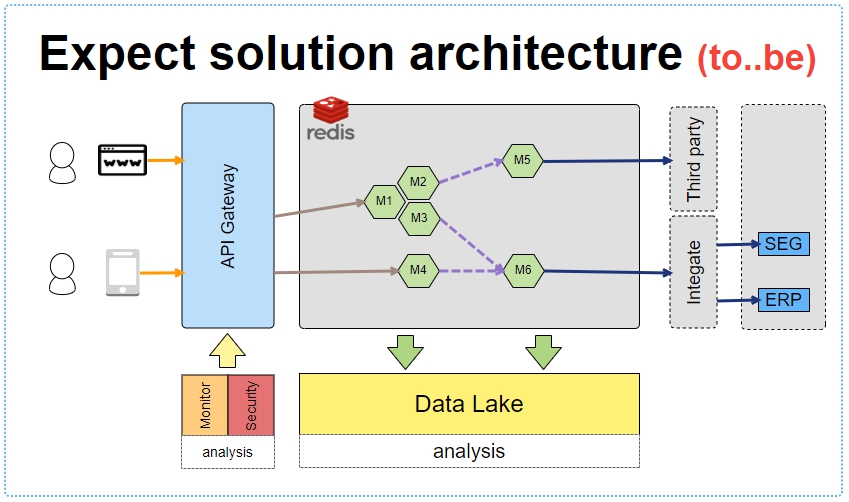 Expect solution architecture (to..be)
redis
www
API Gateway
M1
M2
M3
M4
M5
M6
Third party
Integate
SEG
ERP
Monitor
Security
analysis
Data Lake
analysis